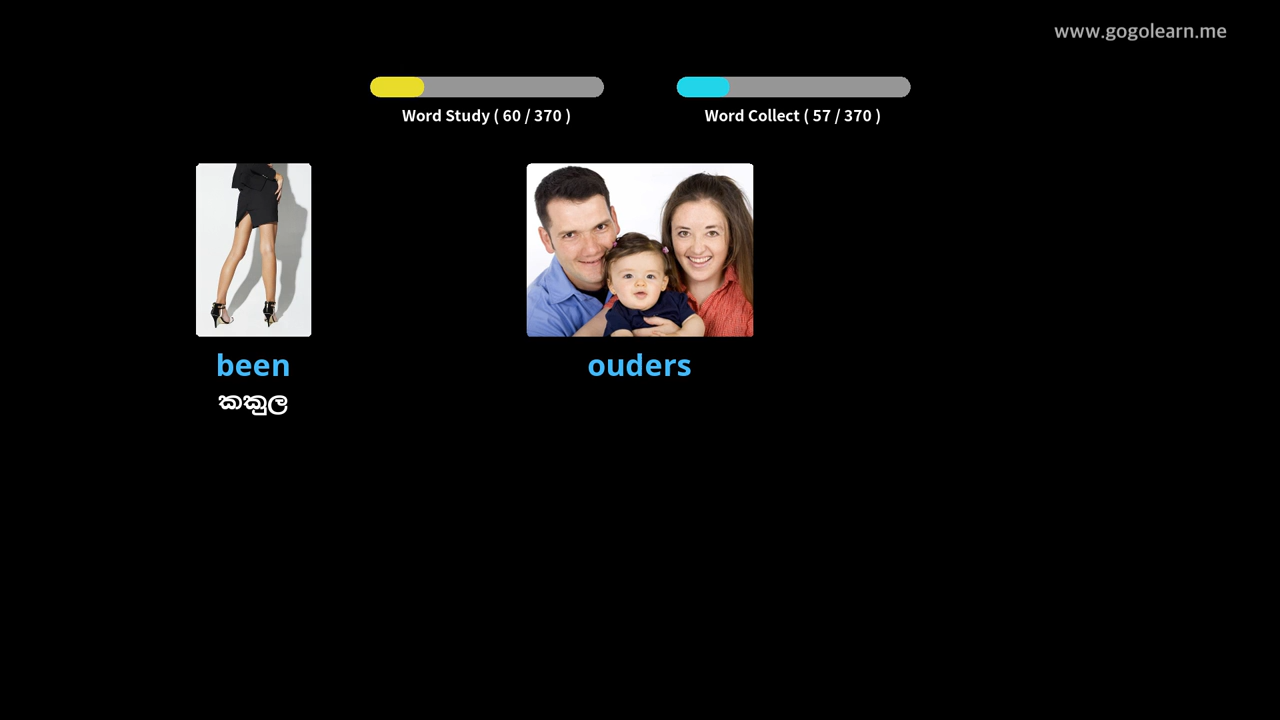 www.gogolearn.me
Word Study ( 60 / 370 )
Word Collect ( 57 / 370 )
been
ouders
කකුල